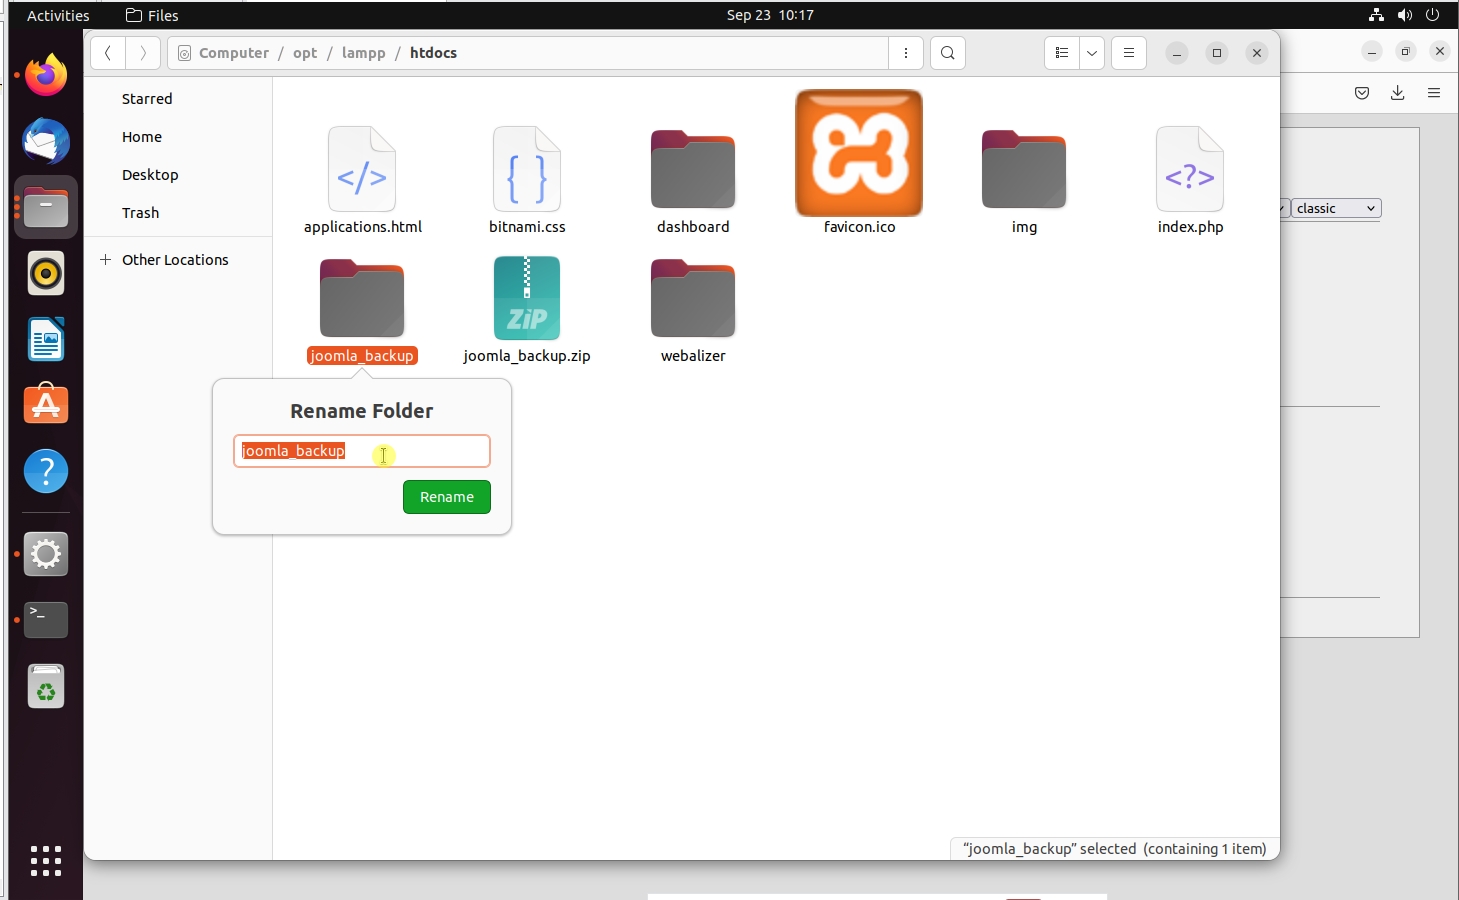 Activities Files Sep 23 10:17
Computer / opt / lampp / htdocs
Starred
Home
Desktop
Trash
+ Other Locations
classic
</> { } <?>
applications.html bitnami.css dashboard favicon.ico img index.php
ZiP
joomla_backup joomla_backup.zip webalizer
Rename Folder
joomla_backup
Rename
"joomla_backup" selected (containing 1 item)